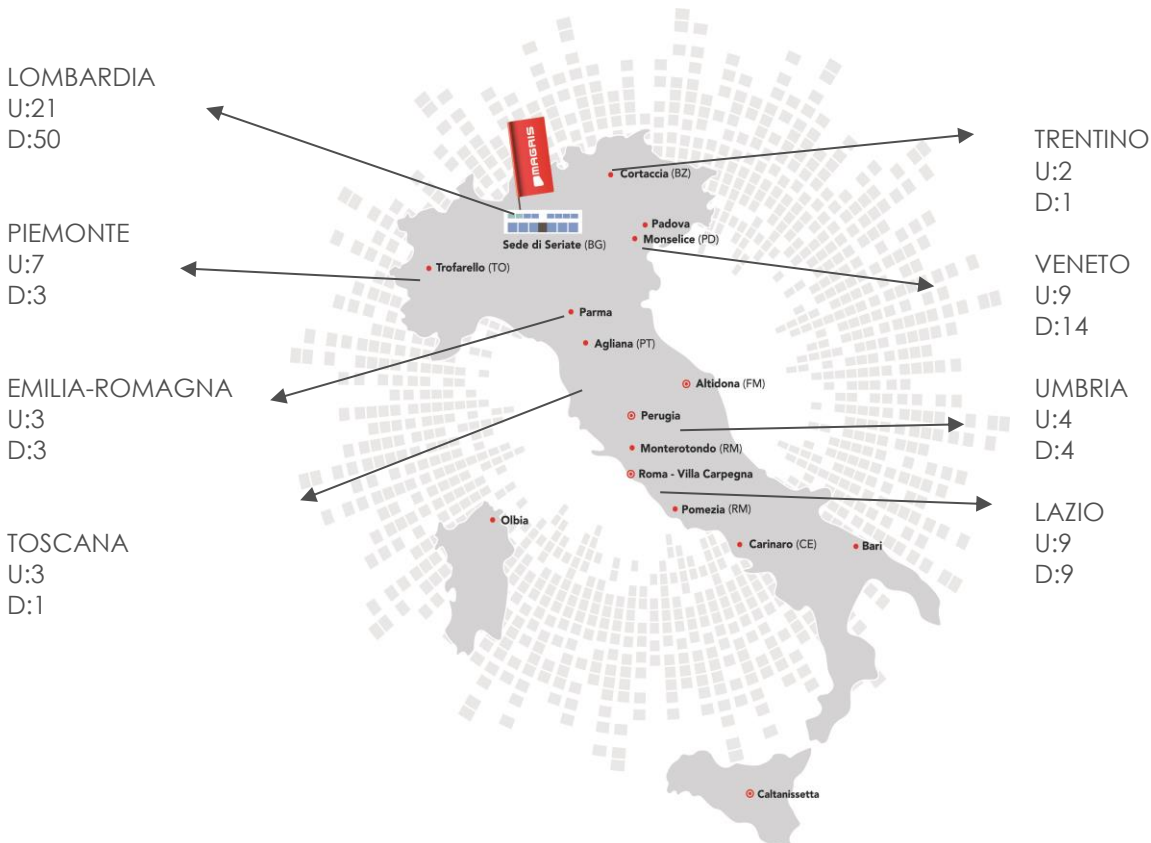 LOMBARDIA
U:21
D:50
PIEMONTE
U:7
D:3
EMILIA-ROMAGNA
U:3
D:3
TOSCANA
U:3
D:1
MAGRIS
Cortaccia (BZ)
Padova
Monselice (PD)
Sede di Seriate (BG)
Trofarello (TO)
Parma
Agliana (PT)
Altidona (FM)
Perugia
Monterotondo (RM)
Roma - Villa Carpegna
Pomezia (RM)
Olbia
Carinaro (CE)
Bari
Caltanissetta
TRENTINO
U:2
D:1
VENETO
U:9
D:14
UMBRIA
U:4
D:4
LAZIO
U:9
D:9